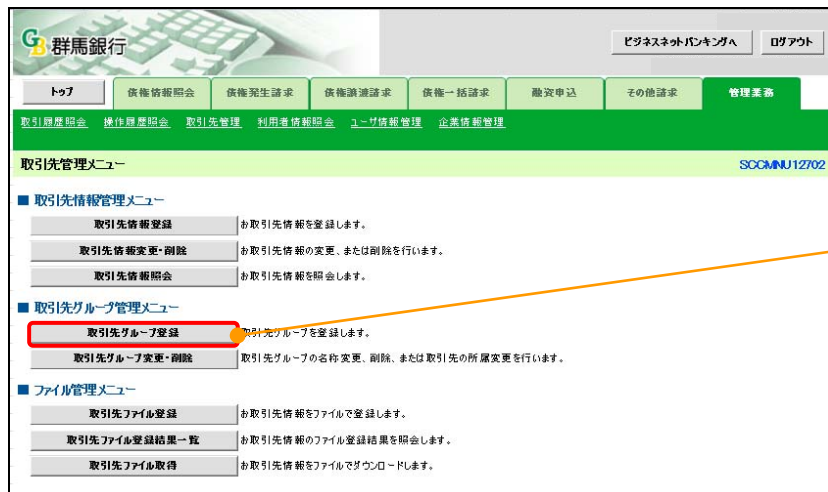 GB 群馬銀行
ビジネスネットバンキングへ ログアウト
トップ 債権情報照会 債権発生請求 債権譲渡請求 債権一括請求 融資申込 その他請求 管理業務
取引履歴照会 操作履歴照会 取引先管理 利用者情報照会 ユーザ情報管理 企業情報管理
取引先管理メニュー SCCMNU12702
■ 取引先情報管理メニュー
取引先情報登録 お取引先情報を登録します。
取引先情報変更・削除 お取引先情報の変更、または削除を行います。
取引先情報照会 お取引先情報を照会します。
■ 取引先グループ管理メニュー
取引先グループ登録 取引先グループを登録します。
取引先グループ変更・削除 取引先グループの名称変更、削除、または取引先の所属変更を行います。
■ ファイル管理メニュー
取引先ファイル登録 お取引先情報をファイルで登録します。
取引先ファイル登録結果一覧 お取引先情報のファイル登録結果を照会します。
取引先ファイル取得 お取引先情報をファイルでダウンロードします。